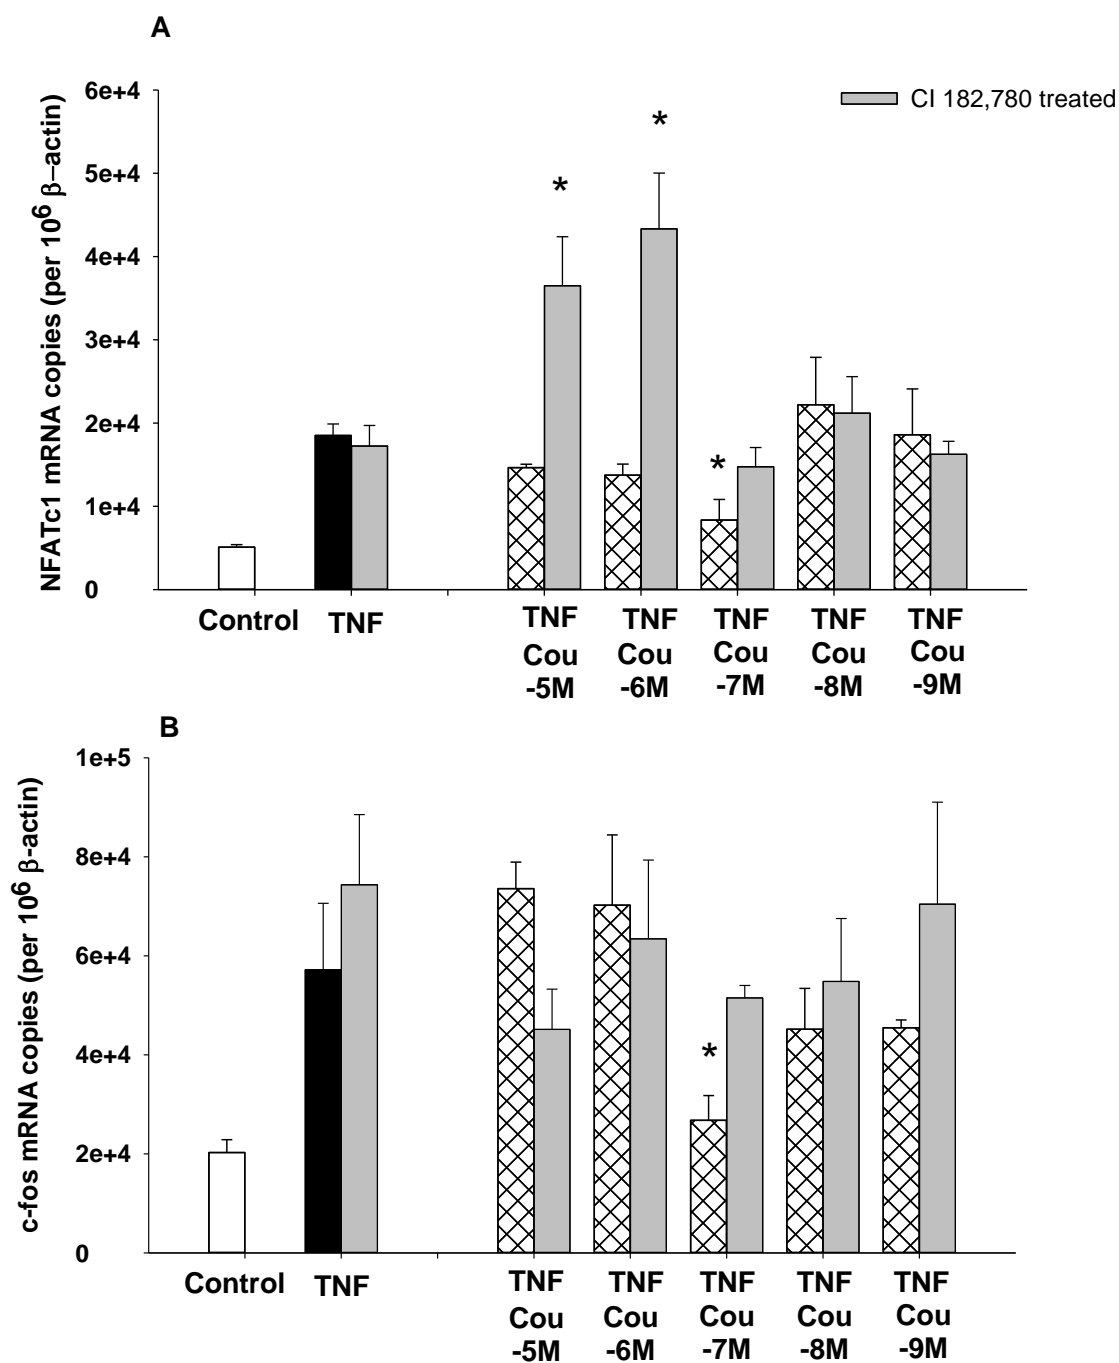 A
NFATc1 mRNA copies (per 10⁶ β−actin)
6e+4
5e+4
4e+4
3e+4
2e+4
1e+4
0
CI 182,780 treated
*
*
*
Control TNF TNF TNF TNF TNF TNF
Cou Cou Cou Cou Cou
-5M -6M -7M -8M -9M
B
c-fos mRNA copies (per 10⁶ β-actin)
1e+5
8e+4
6e+4
4e+4
2e+4
0
*
Control TNF TNF TNF TNF TNF TNF
Cou Cou Cou Cou Cou
-5M -6M -7M -8M -9M